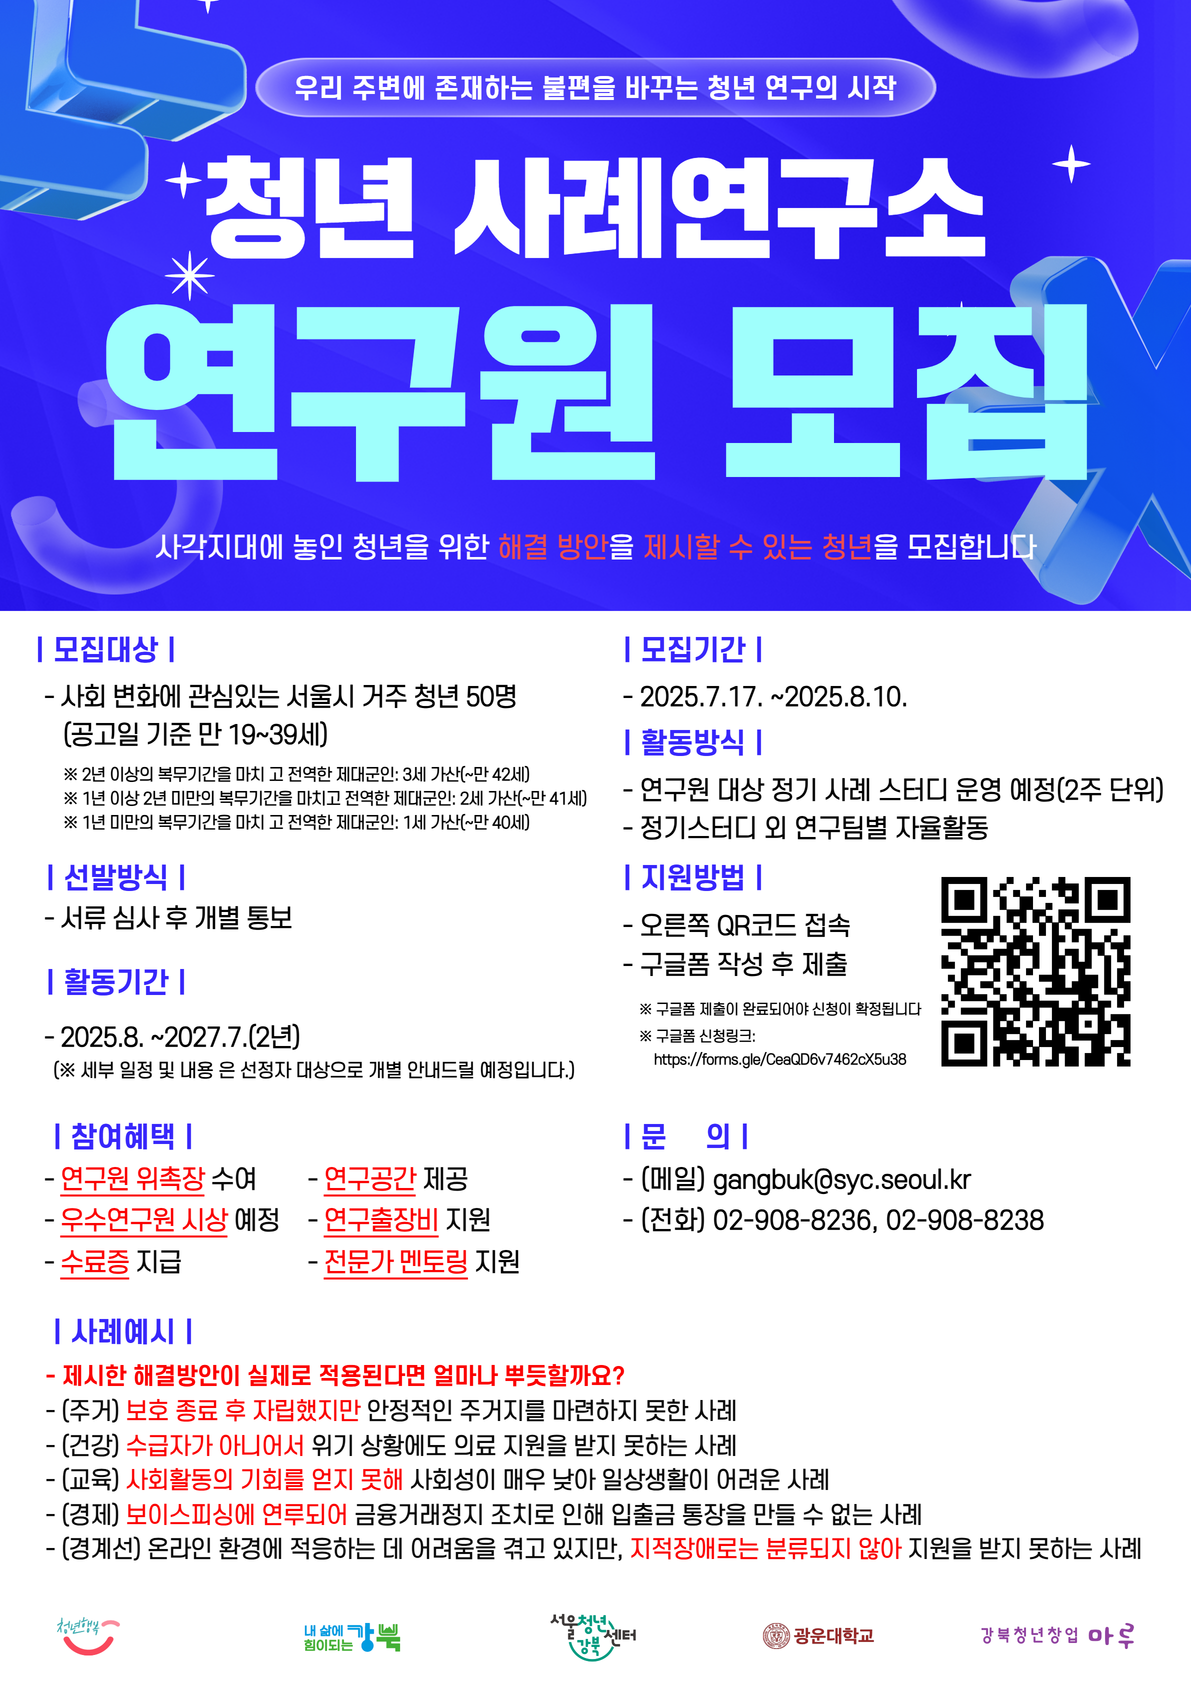 우리 주변에 존재하는 불편을 바꾸는 청년 연구의 시작
청년 사례연구소
연구원 모집
사각지대에 놓인 청년을 위한 해결 방안을 제시할 수 있는 청년을 모집합니다
| 모집대상 |
- 사회 변화에 관심있는 서울시 거주 청년 50명
(공고일 기준 만 19~39세)
※ 2년 이상의 복무기간을 마치 고 전역한 제대군인: 3세 가산(~만 42세)
※ 1년 이상 2년 미만의 복무기간을 마치고 전역한 제대군인: 2세 가산(~만 41세)
※ 1년 미만의 복무기간을 마치 고 전역한 제대군인: 1세 가산(~만 40세)
| 선발방식 |
- 서류 심사 후 개별 통보
| 활동기간 |
- 2025.8. ~2027.7.(2년)
(※ 세부 일정 및 내용 은 선정자 대상으로 개별 안내드릴 예정입니다.)
| 모집기간 |
- 2025.7.17. ~2025.8.10.
| 활동방식 |
- 연구원 대상 정기 사례 스터디 운영 예정(2주 단위)
- 정기스터디 외 연구팀별 자율활동
| 지원방법 |
- 오른쪽 QR코드 접속
- 구글폼 작성 후 제출
※ 구글폼 제출이 완료되어야 신청이 확정됩니다
※ 구글폼 신청링크:
https://forms.gle/CeaQD6v7462cX5u38
| 참여혜택 |
- 연구원 위촉장 수여
- 우수연구원 시상 예정
- 수료증 지급
- 연구공간 제공
- 연구출장비 지원
- 전문가 멘토링 지원
| 문 의 |
- (메일) gangbuk@syc.seoul.kr
- (전화) 02-908-8236, 02-908-8238
| 사례예시 |
- 제시한 해결방안이 실제로 적용된다면 얼마나 뿌듯할까요?
- (주거) 보호 종료 후 자립했지만 안정적인 주거지를 마련하지 못한 사례
- (건강) 수급자가 아니어서 위기 상황에도 의료 지원을 받지 못하는 사례
- (교육) 사회활동의 기회를 얻지 못해 사회성이 매우 낮아 일상생활이 어려운 사례
- (경제) 보이스피싱에 연루되어 금융거래정지 조치로 인해 입출금 통장을 만들 수 없는 사례
- (경계선) 온라인 환경에 적응하는 데 어려움을 겪고 있지만, 지적장애로는 분류되지 않아 지원을 받지 못하는 사례
청년행복
내 삶에
힘이되는 강북
서울청년
센터
강북
광운대학교
강북청년창업 마루